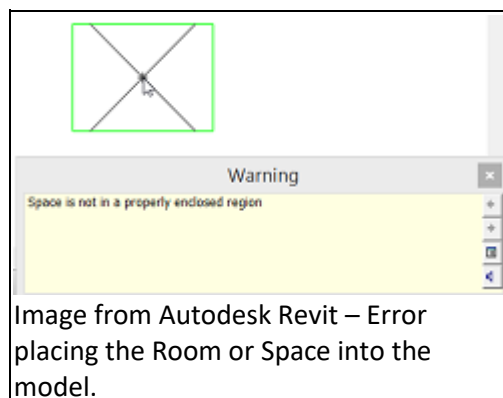 Warning
Space is not in a properly enclosed region
Image from Autodesk Revit – Error
placing the Room or Space into the
model.